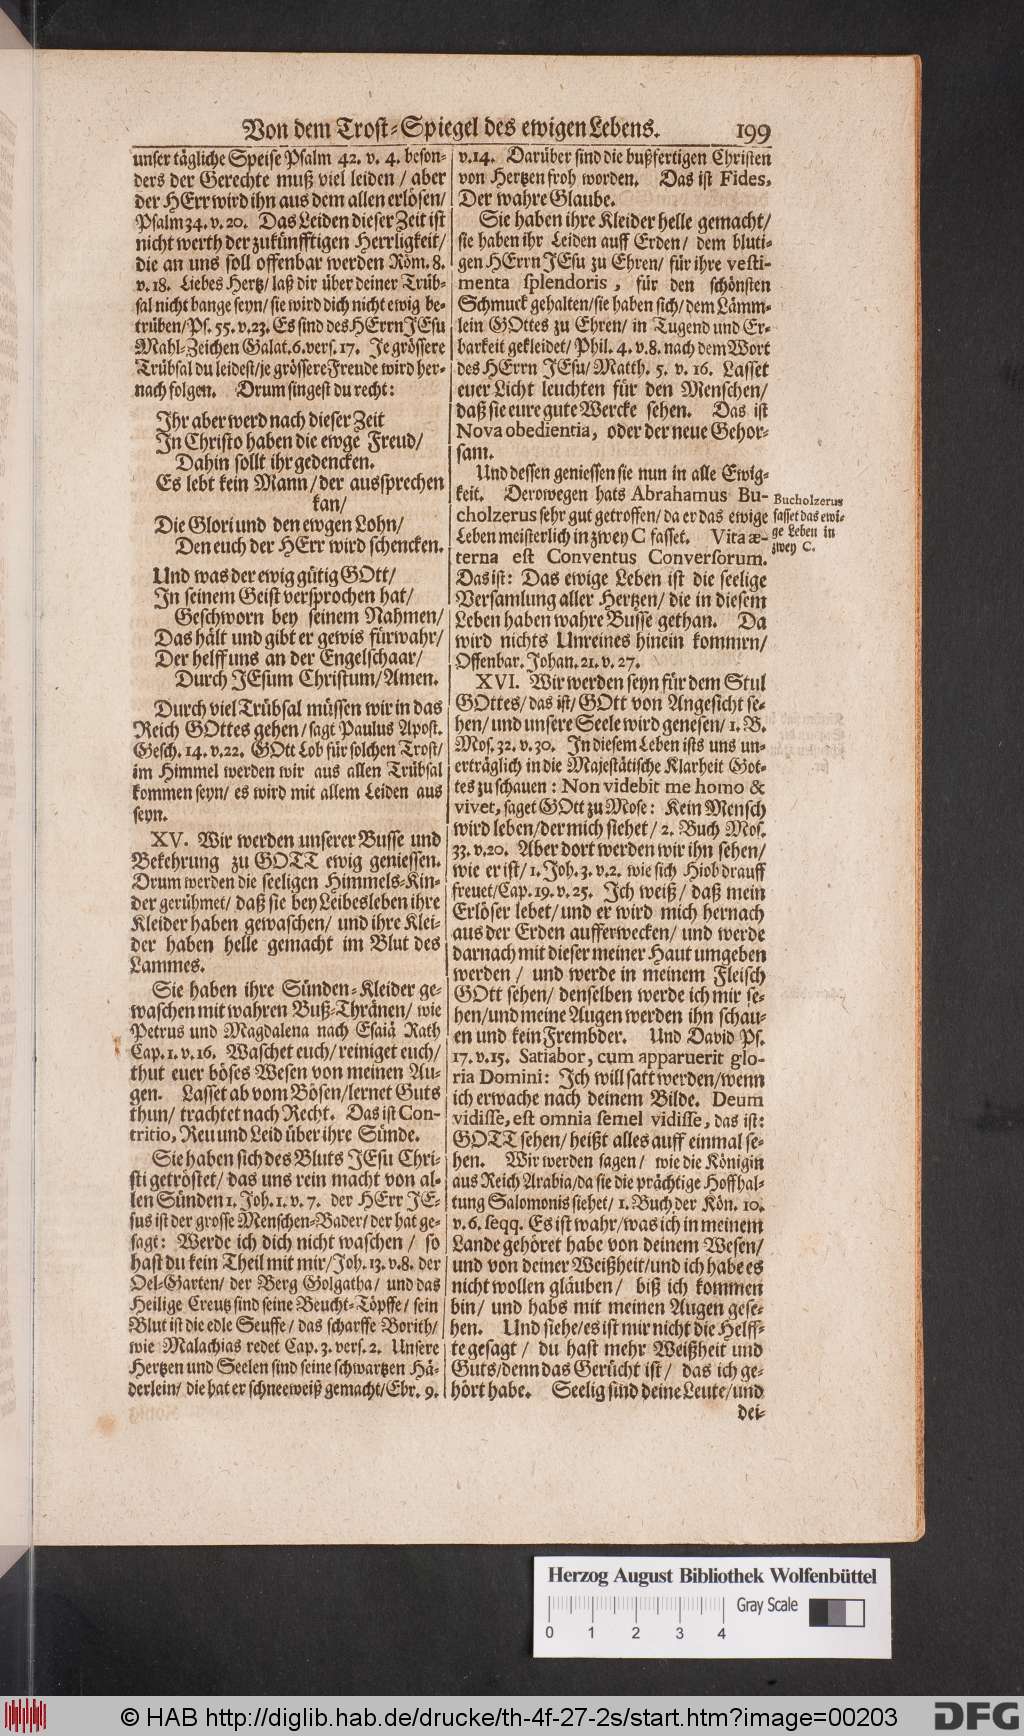 Von dem Trost-Spiegel des ewigen Lebens. 199
unser tägliche Speise Psalm 42. v. 4. beson-
ders der Gerechte muß viel leiden / aber
der HErr wird ihn aus dem allen erlösen/
Psalm 34. v. 20. Das Leiden dieser Zeit ist
nicht werth der zukünfftigen Herrligkeit/
die an uns soll offenbar werden Röm. 8.
v. 18. Liebes Hertz/ laß dir über deiner Trüb-
sal nicht bange seyn/ sie wird dich nicht ewig be-
trüben/ Ps. 55. v. 23. Es sind des HErrn JEsu
Mahl-Zeichen Galat. 6. vers. 17. Je grössere
Trübsal du leidest/ je grössere Freude wird her-
nach folgen. Drum singest du recht:
Ihr aber werd nach dieser Zeit
In Christo haben die ewge Freud/
Dahin sollt ihr gedencken.
Es lebt kein Mann/ der aussprechen
kan/
Die Glori und den ewgen Lohn/
Den euch der HErr wird schencken.
Und was der ewig gütig GOtt/
In seinem Geist versprochen hat/
Geschworn bey seinem Nahmen/
Das hält und gibt er gewis fürwahr/
Der helff uns an der Engelschaar/
Durch JEsum Christum/ Amen.
Durch viel Trübsal müssen wir in das
Reich GOttes gehen/ sagt Paulus Apost.
Gesch. 14. v. 22. GOtt Lob für solchen Trost/
im Himmel werden wir aus allen Trübsal
kommen seyn/ es wird mit allem Leiden aus
seyn.
XV. Wir werden unserer Busse und
Bekehrung zu GOTT ewig geniessen.
Drum werden die seeligen Himmels-Kin-
der gerühmet/ daß sie bey Leibesleben ihre
Kleider haben gewaschen/ und ihre Klei-
der haben helle gemacht im Blut des
Lammes.
Sie haben ihre Sünden-Kleider ge-
waschen mit wahren Buß-Thränen/ wie
Petrus und Magdalena nach Esaiä Rath
Cap. 1. v. 16. Waschet euch/ reiniget euch/
thut euer böses Wesen von meinen Au-
gen. Lasset ab vom Bösen/ lernet Guts
thun/ trachtet nach Recht. Das ist Con-
tritio, Reu und Leid über ihre Sünde.
Sie haben sich des Bluts JEsu Chri-
sti getröstet/ das uns rein macht von al-
len Sünden 1. Joh. 1. v. 7. der HErr JE-
sus ist der grosse Menschen-Bader/ der hat ge-
sagt: Werde ich dich nicht waschen / so
hast du kein Theil mit mir/ Joh. 13. v. 8. der
Oel-Garten/ der Berg Golgatha/ und das
Heilige Creutz sind seine Beucht-Töpffe/ sein
Blut ist die edle Seuffe/ das scharffe Borith/
wie Malachias redet Cap. 3. vers. 2. Unsere
Hertzen und Seelen sind seine schwartzen Hä-
derlein/ die hat er schneeweiß gemacht/ Ebr. 9.
v. 14. Darüber sind die bußfertigen Christen
von Hertzen froh worden. Das ist Fides,
Der wahre Glaube.
Sie haben ihre Kleider helle gemacht/
sie haben ihr Leiden auff Erden/ dem bluti-
gen HErrn JEsu zu Ehren/ für ihre vesti-
menta splendoris, für den schönsten
Schmuck gehalten/ sie haben sich/ dem Lämm-
lein GOttes zu Ehren/ in Tugend und Er-
barkeit gekleidet/ Phil. 4. v. 8. nach dem Wort
des HErrn JEsu/ Matth. 5. v. 16. Lasset
euer Licht leuchten für den Menschen/
daß sie eure gute Wercke sehen. Das ist
Nova obedientia, oder der neue Gehor-
sam.
Und dessen geniessen sie nun in alle Ewig-
keit. Derowegen hats Abrahamus Bu-
cholzerus sehr gut getroffen/ da er das ewige
Leben meisterlich in zwey C fasset. Vita æ-
terna est Conventus Conversorum.
Das ist: Das ewige Leben ist die seelige
Versamlung aller Hertzen/ die in diesem
Leben haben wahre Busse gethan. Da
wird nichts Unreines hinein kommrn/
Offenbar. Johan. 21. v. 27.
XVI. Wir werden seyn für dem Stul
GOttes/ das ist/ GOtt von Angesicht se-
hen/ und unsere Seele wird genesen/ 1. B.
Mos. 32. v. 30. In diesem Leben ists uns un-
erträglich in die Majestätische Klarheit Got-
tes zu schauen: Non videbit me homo &
vivet, saget GOtt zu Mose: Kein Mensch
wird leben/ der mich siehet/ 2. Buch Mos.
33. v. 20. Aber dort werden wir ihn sehen/
wie er ist/ 1. Joh. 3. v. 2. wie sich Hiob drauff
freuet/ Cap. 19. v. 25. Ich weiß/ daß mein
Erlöser lebet/ und er wird mich hernach
aus der Erden aufferwecken/ und werde
darnach mit dieser meiner Haut umgeben
werden / und werde in meinem Fleisch
GOtt sehen/ denselben werde ich mir se-
hen/ und meine Augen werden ihn schau-
en und kein Frembder. Und David Ps.
17. v. 15. Satiabor, cum apparuerit glo-
ria Domini: Ich will satt werden/ wenn
ich erwache nach deinem Bilde. Deum
vidisse, est omnia semel vidisse, das ist:
GOTT sehen/ heißt alles auff einmal se-
hen. Wir werden sagen/ wie die Königin
aus Reich Arabia/ da sie die prächtige Hoffhal-
tung Salomonis siehet/ 1. Buch der Kön. 10.
v. 6. seqq. Es ist wahr/ was ich in meinem
Lande gehöret habe von deinem Wesen/
und von deiner Weißheit/ und ich habe es
nicht wollen gläuben/ biß ich kommen
bin/ und habs mit meinen Augen gese-
hen. Und siehe/ es ist mir nicht die Helff-
te gesagt / du hast mehr Weißheit und
Guts/ denn das Gerücht ist / das ich ge-
hört habe. Seelig sind deine Leute/ und
dei-
Bucholzerus
fasset das ewi-
ge Leben in
zwey C.
Herzog August Bibliothek Wolfenbüttel
Gray Scale
0 1 2 3 4
© HAB http://diglib.hab.de/drucke/th-4f-27-2s/start.htm?image=00203
DFG